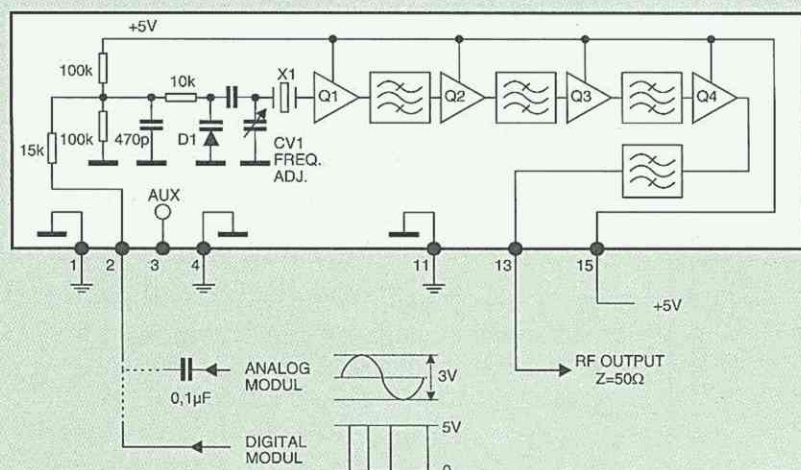 +5V
100k
10k
X1
Q1
Q2
Q3
Q4
15k
100k
470p
D1
CV1
FREQ.
ADJ.
AUX
1
2
3
4
11
13
15
+5V
ANALOG
MODUL
3V
0,1µF
RF OUTPUT
Z=50Ω
DIGITAL
MODUL
5V
0